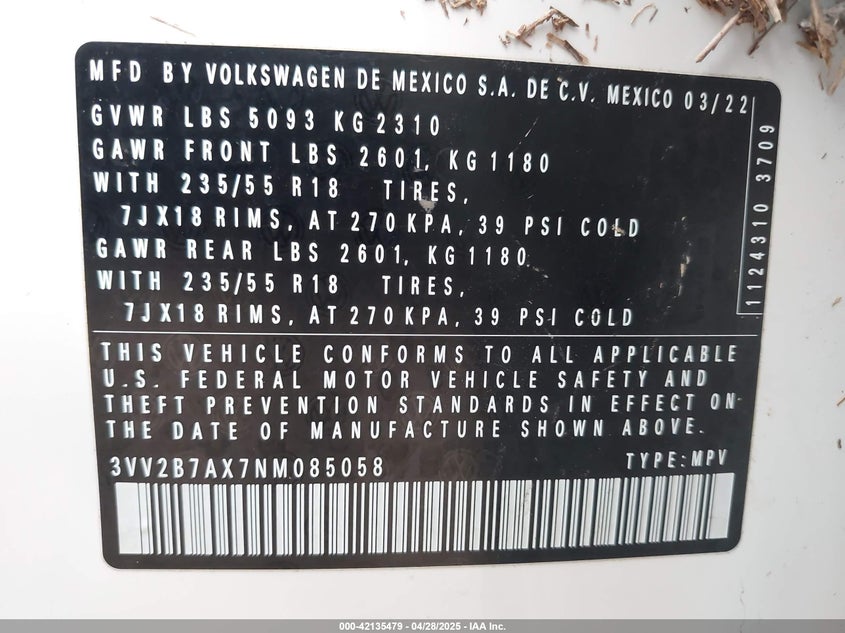 MFD BY VOLKSWAGEN DE MEXICO S.A. DE C.V. MEXICO 03/22
GVWR LBS 5093 KG 2310
GAWR FRONT LBS 2601, KG 1180
WITH 235/55 R18 TIRES,
7JX18 RIMS, AT 270 KPA, 39 PSI COLD
GAWR REAR LBS 2601, KG 1180
WITH 235/55 R18 TIRES,
7JX18 RIMS, AT 270 KPA, 39 PSI COLD
1124310 3709
THIS VEHICLE CONFORMS TO ALL APPLICABLE
U.S. FEDERAL MOTOR VEHICLE SAFETY AND
THEFT PREVENTION STANDARDS IN EFFECT ON
THE DATE OF MANUFACTURE SHOWN ABOVE.
3VV2B7AX7NM085058 TYPE: MPV
000-42135479 - 04/28/2025 - IAA Inc.